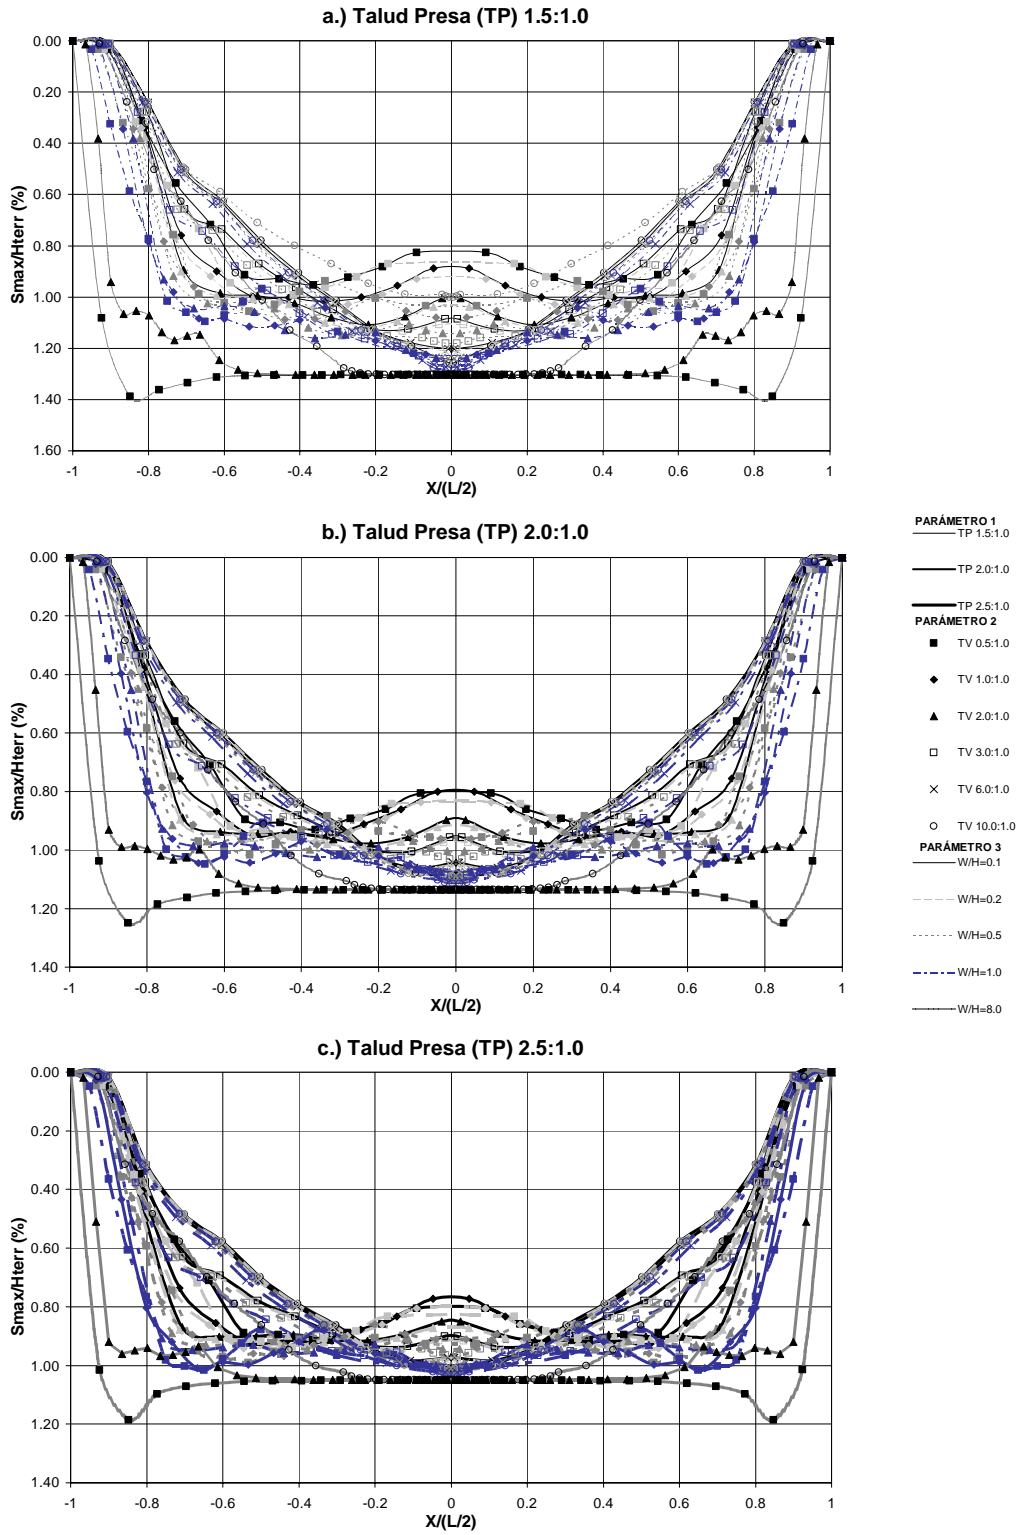 a.) Talud Presa (TP) 1.5:1.0
0.00
0.20
0.40
0.60
0.80
1.00
1.20
1.40
1.60
Smax/Hterr (%)
-1 -0.8 -0.6 -0.4 -0.2 0 0.2 0.4 0.6 0.8 1
X/(L/2)
b.) Talud Presa (TP) 2.0:1.0
0.00
0.20
0.40
0.60
0.80
1.00
1.20
1.40
Smax/Hterr (%)
-1 -0.8 -0.6 -0.4 -0.2 0 0.2 0.4 0.6 0.8 1
X/(L/2)
PARÁMETRO 1
TP 1.5:1.0
TP 2.0:1.0
TP 2.5:1.0
PARÁMETRO 2
TV 0.5:1.0
TV 1.0:1.0
TV 2.0:1.0
TV 3.0:1.0
TV 6.0:1.0
TV 10.0:1.0
PARÁMETRO 3
W/H=0.1
W/H=0.2
W/H=0.5
W/H=1.0
W/H=8.0
c.) Talud Presa (TP) 2.5:1.0
0.00
0.20
0.40
0.60
0.80
1.00
1.20
1.40
Smax/Hterr (%)
-1 -0.8 -0.6 -0.4 -0.2 0 0.2 0.4 0.6 0.8 1
X/(L/2)